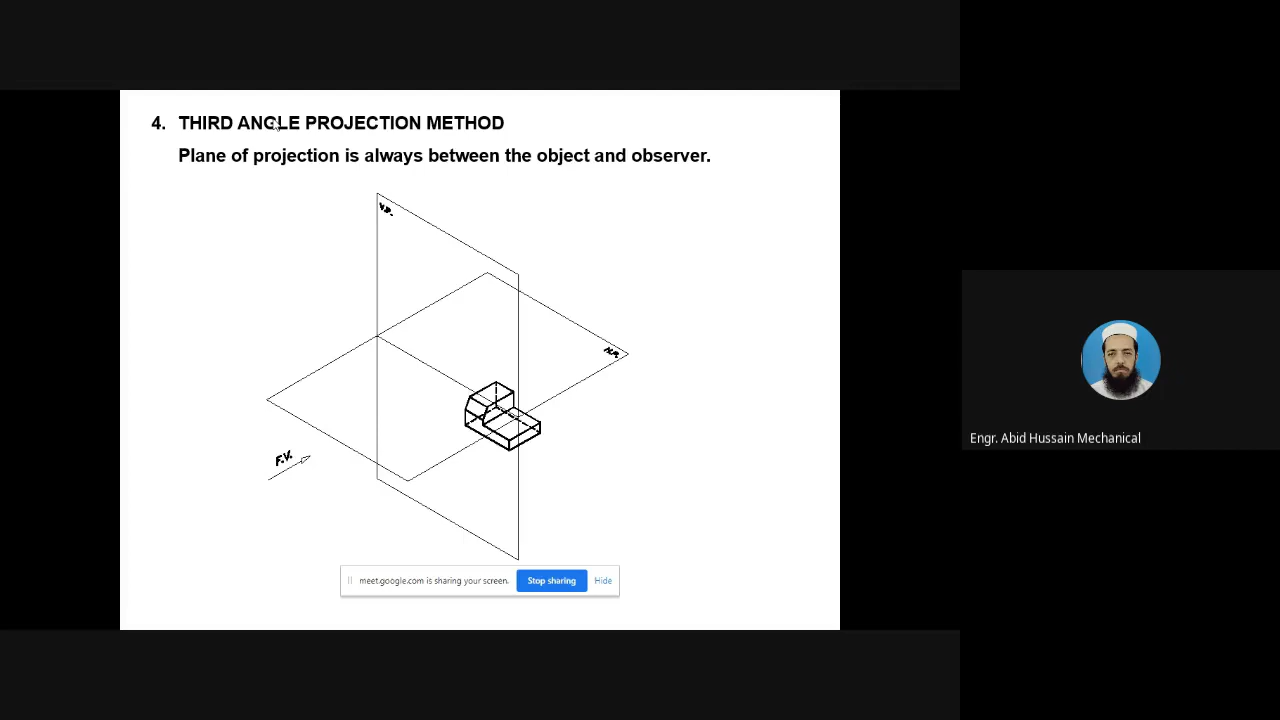 4. THIRD ANGLE PROJECTION METHOD
Plane of projection is always between the object and observer.
V.P.
H.P.
F.V.
meet.google.com is sharing your screen. Stop sharing Hide
Engr. Abid Hussain Mechanical